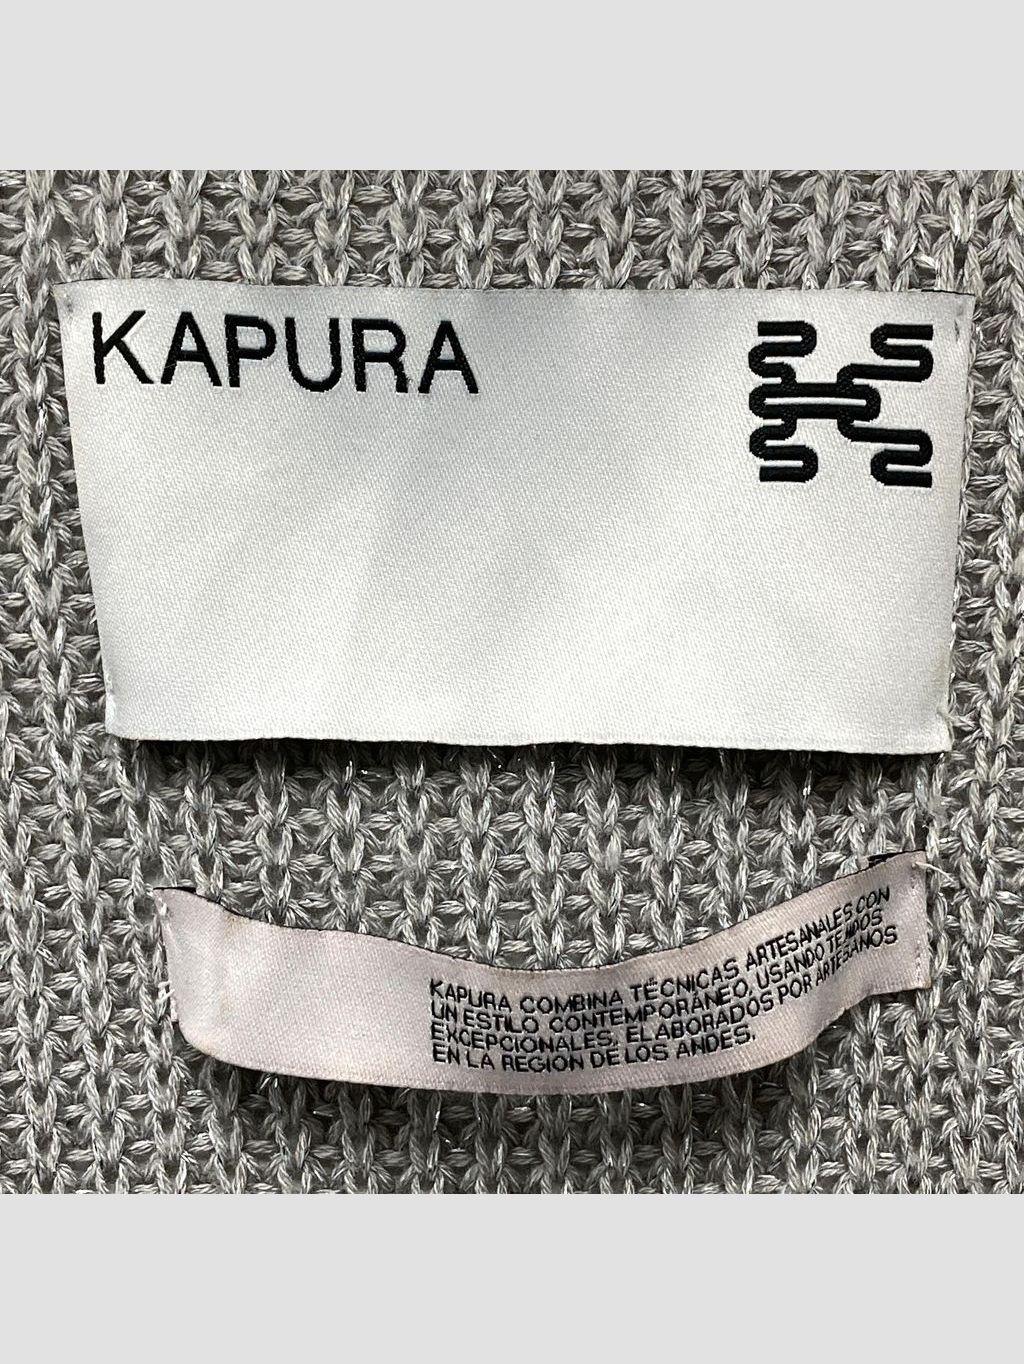 KAPURA
KAPURA COMBINA TÉCNICAS ARTESANALES CON
UN ESTILO CONTEMPORÁNEO, USANDO TEJIDOS
EXCEPCIONALES, ELABORADOS POR ARTESANOS
EN LA REGION DE LOS ANDES.